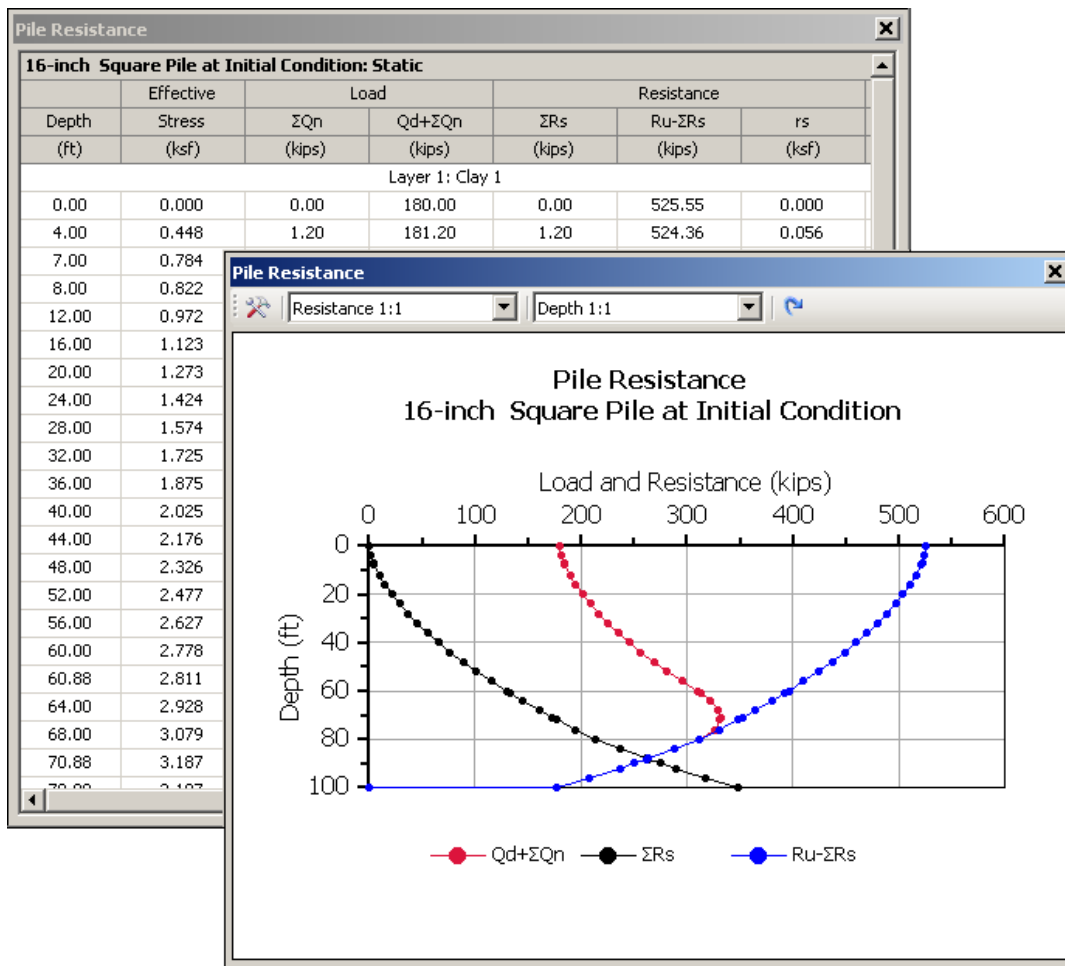 Pile Resistance
16-inch Square Pile at Initial Condition: Static
Effective Load Resistance
Depth Stress ΣQn Qd+ΣQn ΣRs Ru-ΣRs rs
(ft) (ksf) (kips) (kips) (kips) (kips) (ksf)
Layer 1: Clay 1
0.00 0.000 0.00 180.00 0.00 525.55 0.000
4.00 0.448 1.20 181.20 1.20 524.36 0.056
7.00 0.784
8.00 0.822
12.00 0.972
16.00 1.123
20.00 1.273
24.00 1.424
28.00 1.574
32.00 1.725
36.00 1.875
40.00 2.025
44.00 2.176
48.00 2.326
52.00 2.477
56.00 2.627
60.00 2.778
60.88 2.811
64.00 2.928
68.00 3.079
70.88 3.187
Pile Resistance
Resistance 1:1 Depth 1:1
Pile Resistance
16-inch Square Pile at Initial Condition
Load and Resistance (kips)
0 100 200 300 400 500 600
Depth (ft)
0
20
40
60
80
100
Qd+ΣQn ΣRs Ru-ΣRs